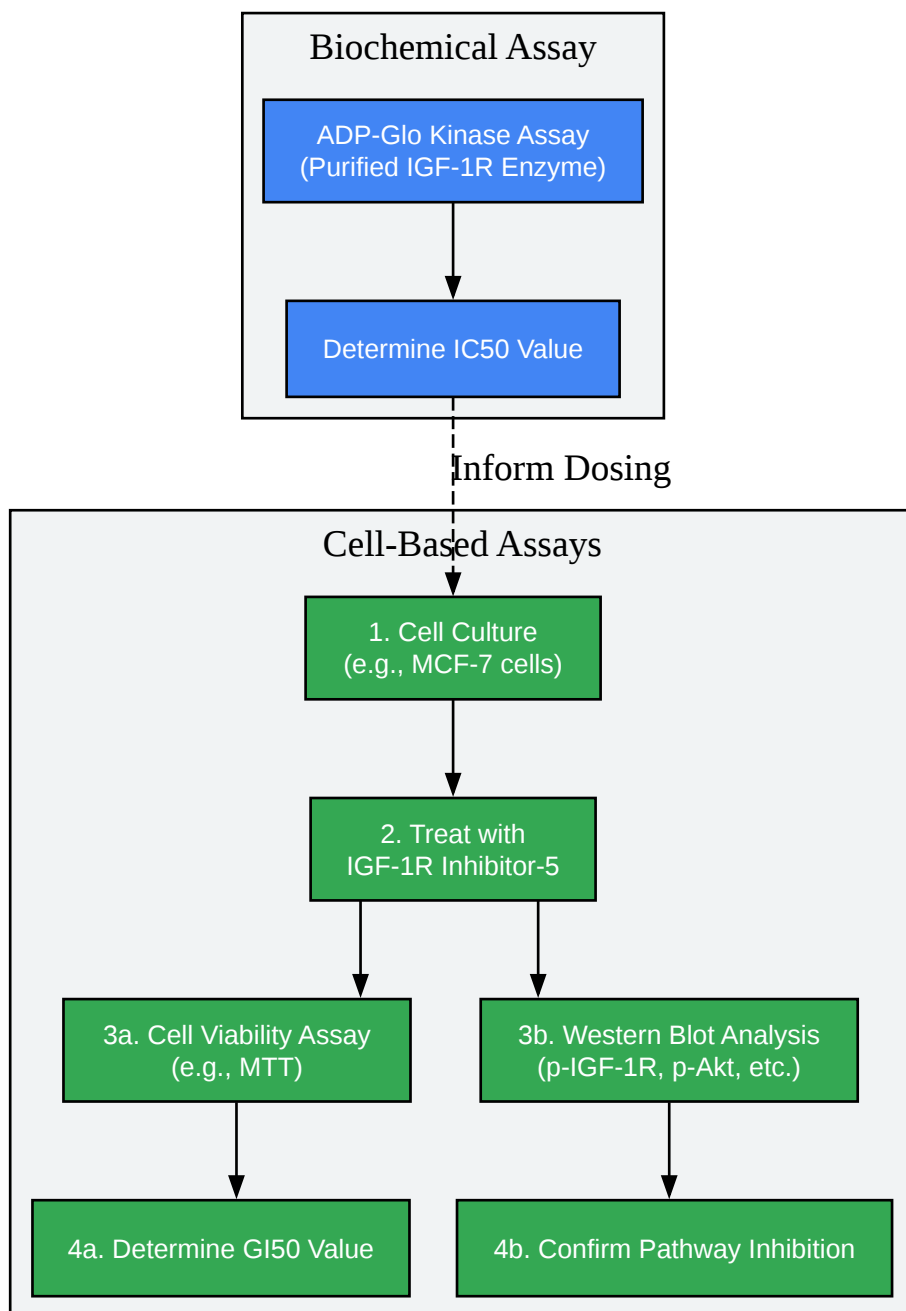 Biochemical Assay
ADP-Glo Kinase Assay
(Purified IGF-1R Enzyme)
Determine IC50 Value
Inform Dosing
Cell-Based Assays
1. Cell Culture
(e.g., MCF-7 cells)
2. Treat with
IGF-1R Inhibitor-5
3a. Cell Viability Assay
(e.g., MTT)
3b. Western Blot Analysis
(p-IGF-1R, p-Akt, etc.)
4a. Determine GI50 Value
4b. Confirm Pathway Inhibition